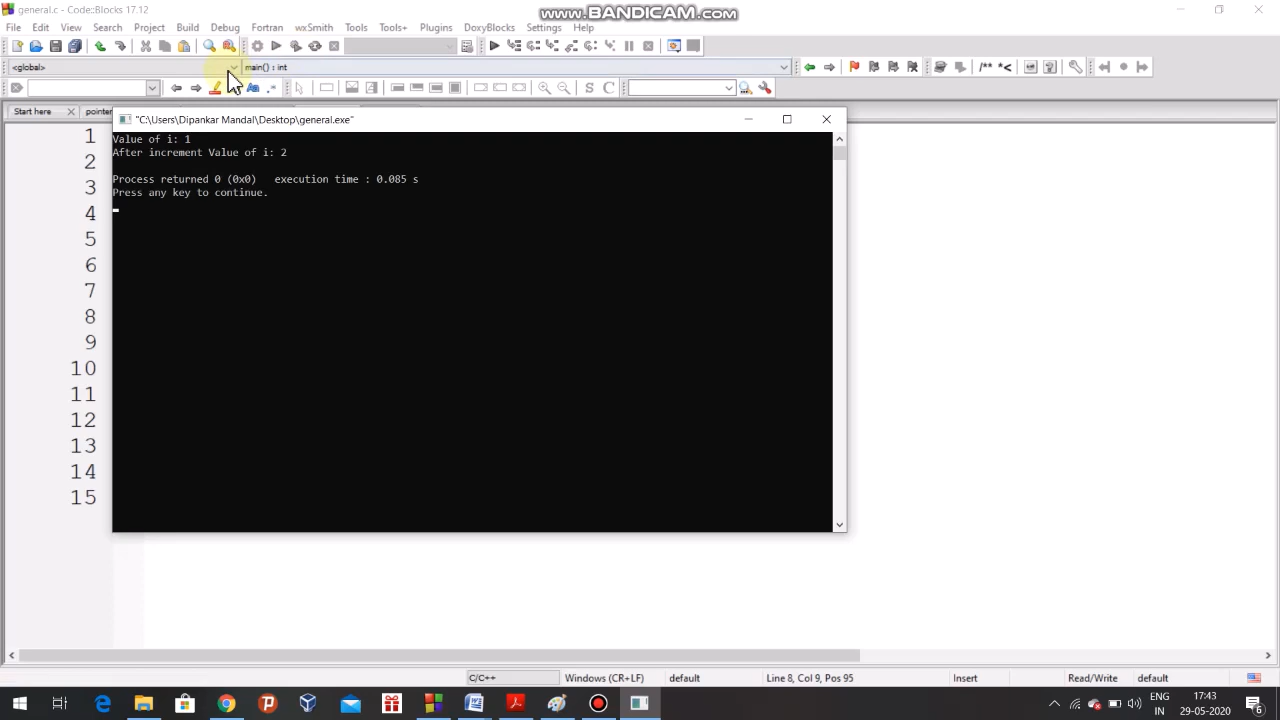 general.c - Code::Blocks 17.12
www.BANDICAM.com
File Edit View Search Project Build Debug Fortran wxSmith Tools Tools+ Plugins DoxyBlocks Settings Help
<global> main() : int
/** *<
Aa .* S C
Start here pointer
"C:\Users\Dipankar Mandal\Desktop\general.exe"
1
2
3
4
5
6
7
8
9
10
11
12
13
14
15
Value of i: 1
After increment Value of i: 2
Process returned 0 (0x0) execution time : 0.085 s
Press any key to continue.
C/C++ Windows (CR+LF) default Line 8, Col 9, Pos 95 Insert Read/Write default
ENG 17:43
IN 29-05-2020 6